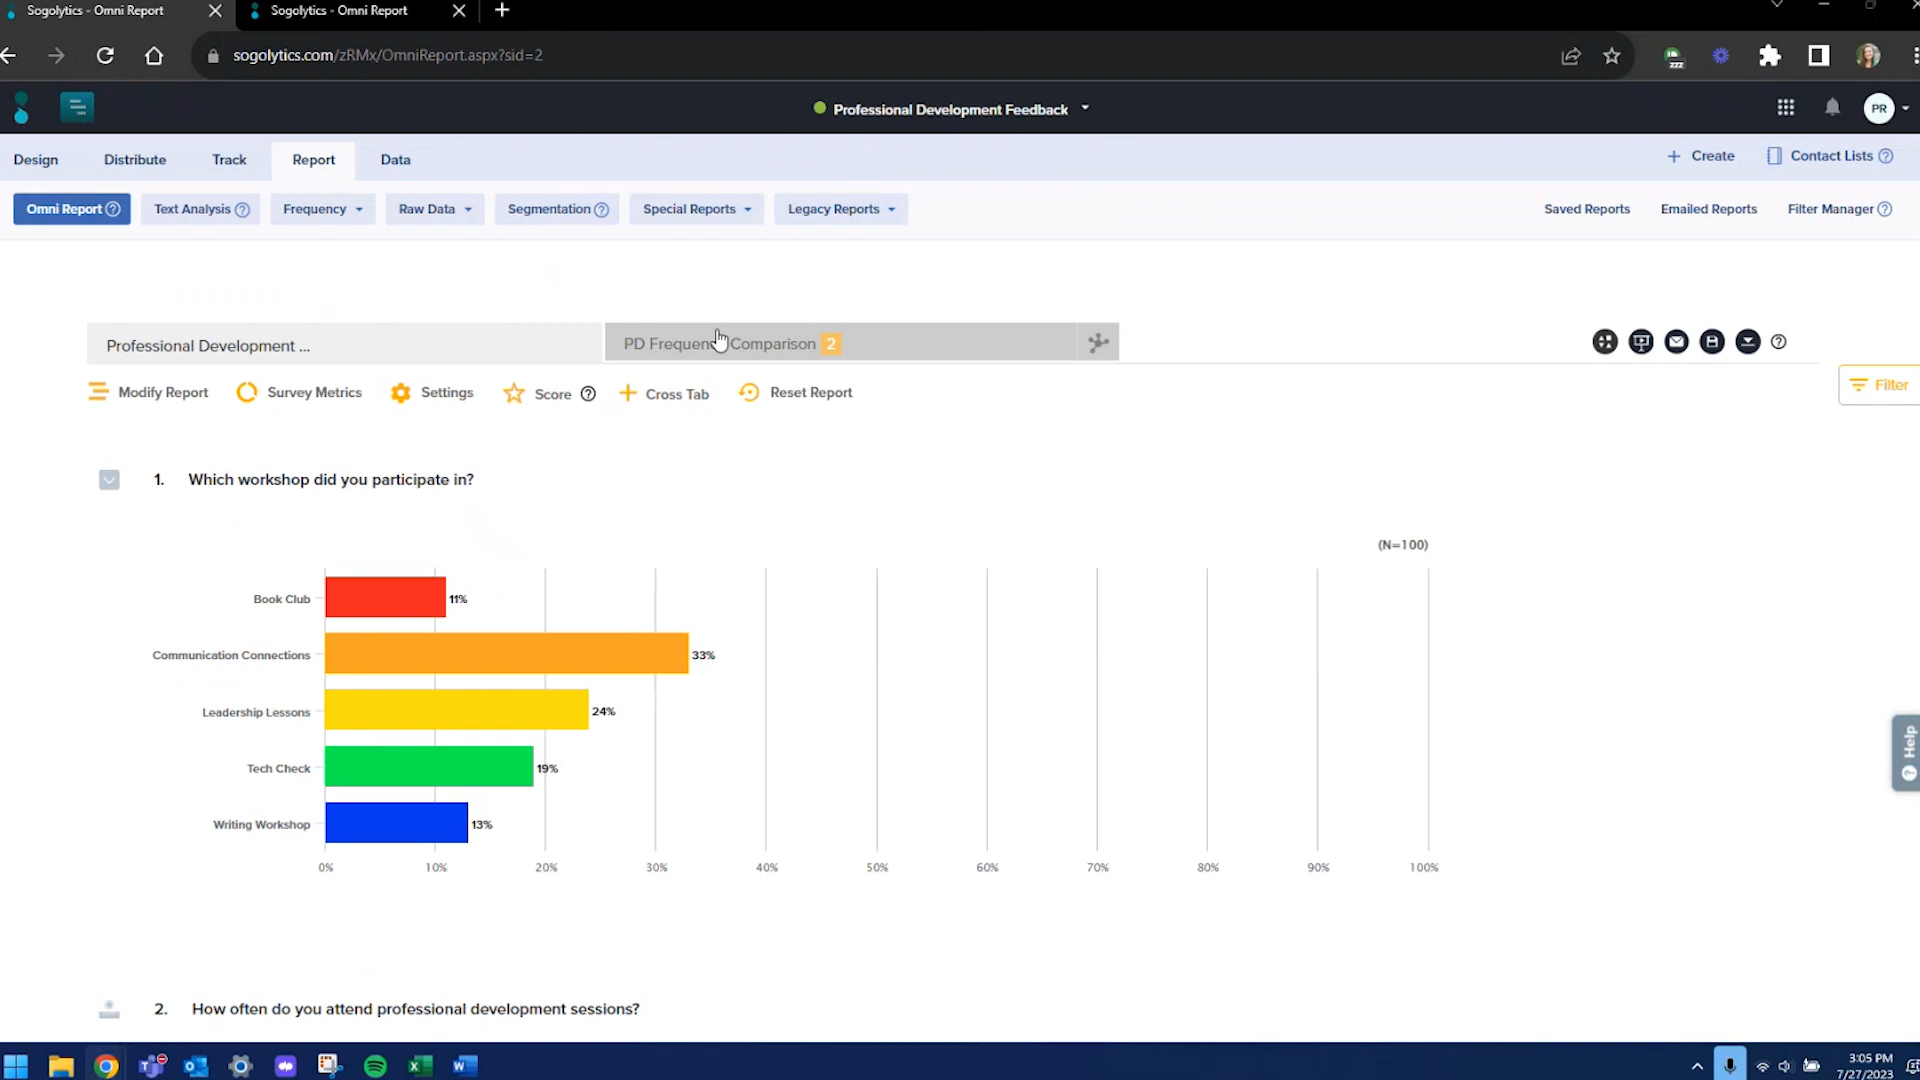 Sogolytics - Omni Report
Sogolytics - Omni Report
sogolytics.com/zRMx/OmniReport.aspx?sid=2
zzz
Professional Development Feedback
PR
Design
Distribute
Track
Report
Data
+ Create
Contact Lists ?
Omni Report ?
Text Analysis ?
Frequency
Raw Data
Segmentation ?
Special Reports
Legacy Reports
Saved Reports
Emailed Reports
Filter Manager ?
Professional Development ...
PD Frequen Comparison 2
?
Modify Report
Survey Metrics
Settings
Score ?
+ Cross Tab
Reset Report
Filter
1. Which workshop did you participate in?
(N=100)
Book Club 11%
Communication Connections 33%
Leadership Lessons 24%
Tech Check 19%
Writing Workshop 13%
0% 10% 20% 30% 40% 50% 60% 70% 80% 90% 100%
? Help
2. How often do you attend professional development sessions?
3:05 PM
7/27/2023